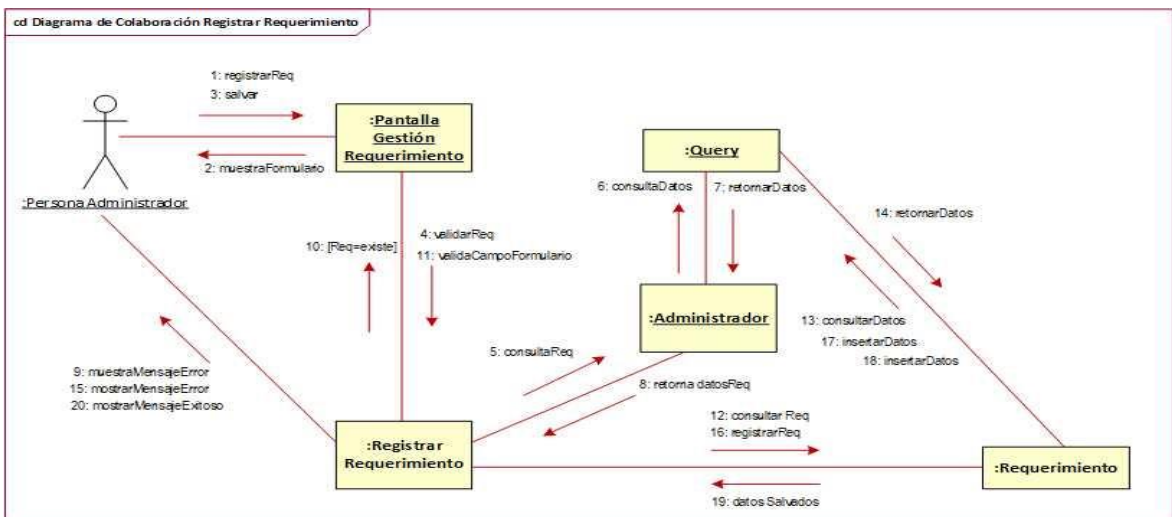 cd Diagrama de Colaboración Registrar Requerimiento
1: registrarReq
3: salvar
2: muestraFormulario
:Persona Administrador
:Pantalla
Gestión
Requerimiento
:Query
6: consultaDatos
7: retornarDatos
14: retornarDatos
10: [Req=existe]
4: validarReq
11: validaCampoFormulario
:Administrador
13: consultarDatos
17: insertarDatos
18: insertarDatos
5: consultaReq
8: retorna datosReq
9: muestraMensajeError
15: mostrarMensajeError
20: mostrarMensajeExitoso
:Registrar
Requerimiento
12: consultar Req
16: registrarReq
19: datosSalvados
:Requerimiento